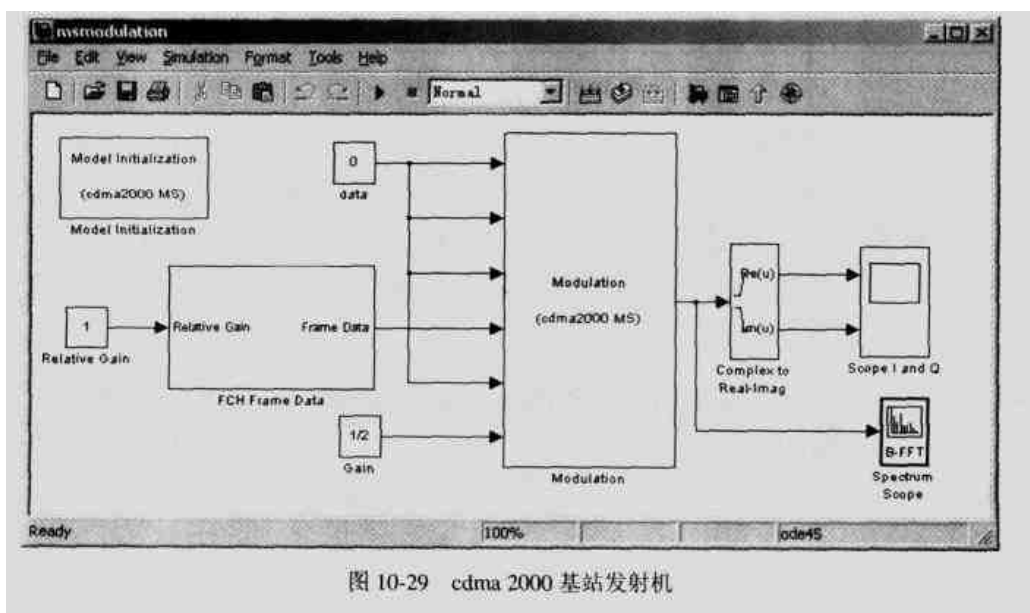 msmodulation
File Edit View Simulation Format Tools Help
Normal
Model Initialization
(cdma2000 MS)
Model Initialization
0
data
1
Relative Gain
Relative Gain
Frame Data
FCH Frame Data
1/2
Gain
Modulation
(cdma2000 MS)
Modulation
Re(u)
Im(u)
Complex to
Real-Imag
Scope I and Q
B-FFT
Spectrum
Scope
Ready
100%
ode45
图 10-29 cdma 2000 基站发射机